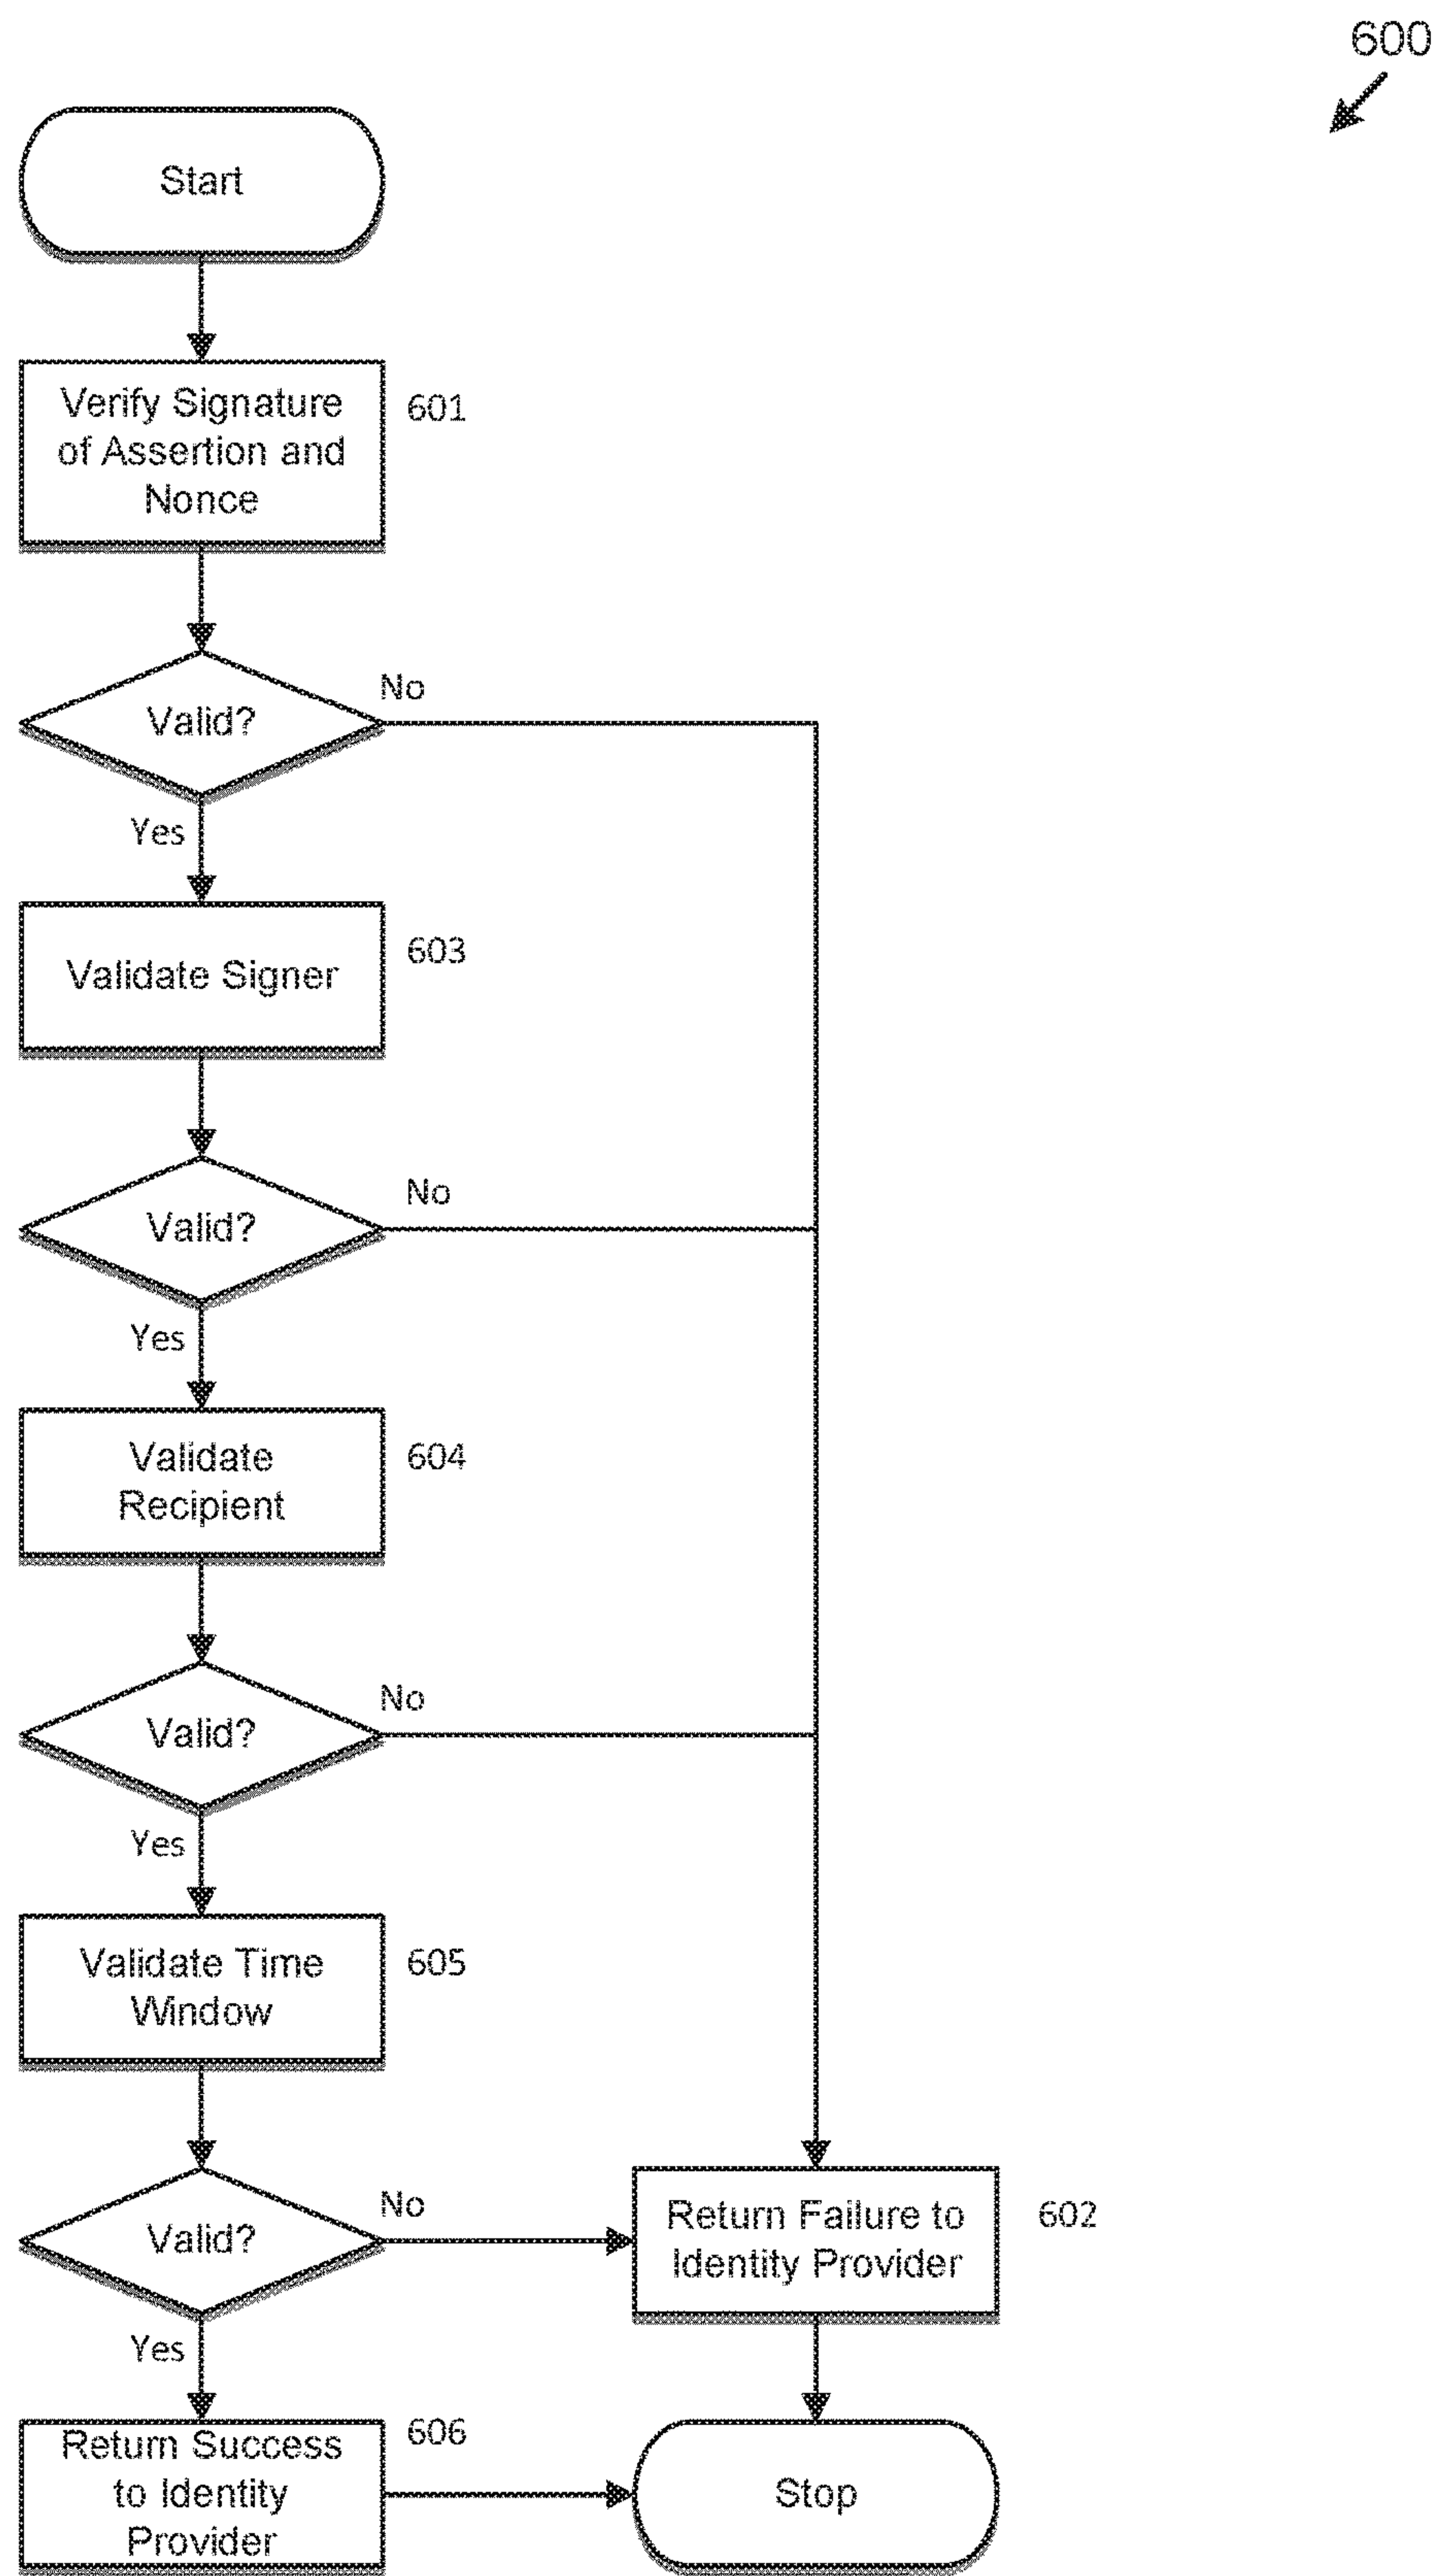 600
Start
Verify Signature
of Assertion and
Nonce
601
Valid?
No
Yes
Validate Signer
603
Valid?
No
Yes
Validate
Recipient
604
Valid?
No
Yes
Validate Time
Window
605
Valid?
No
Yes
Return Failure to
Identity Provider
602
Return Success
to Identity
Provider
606
Stop